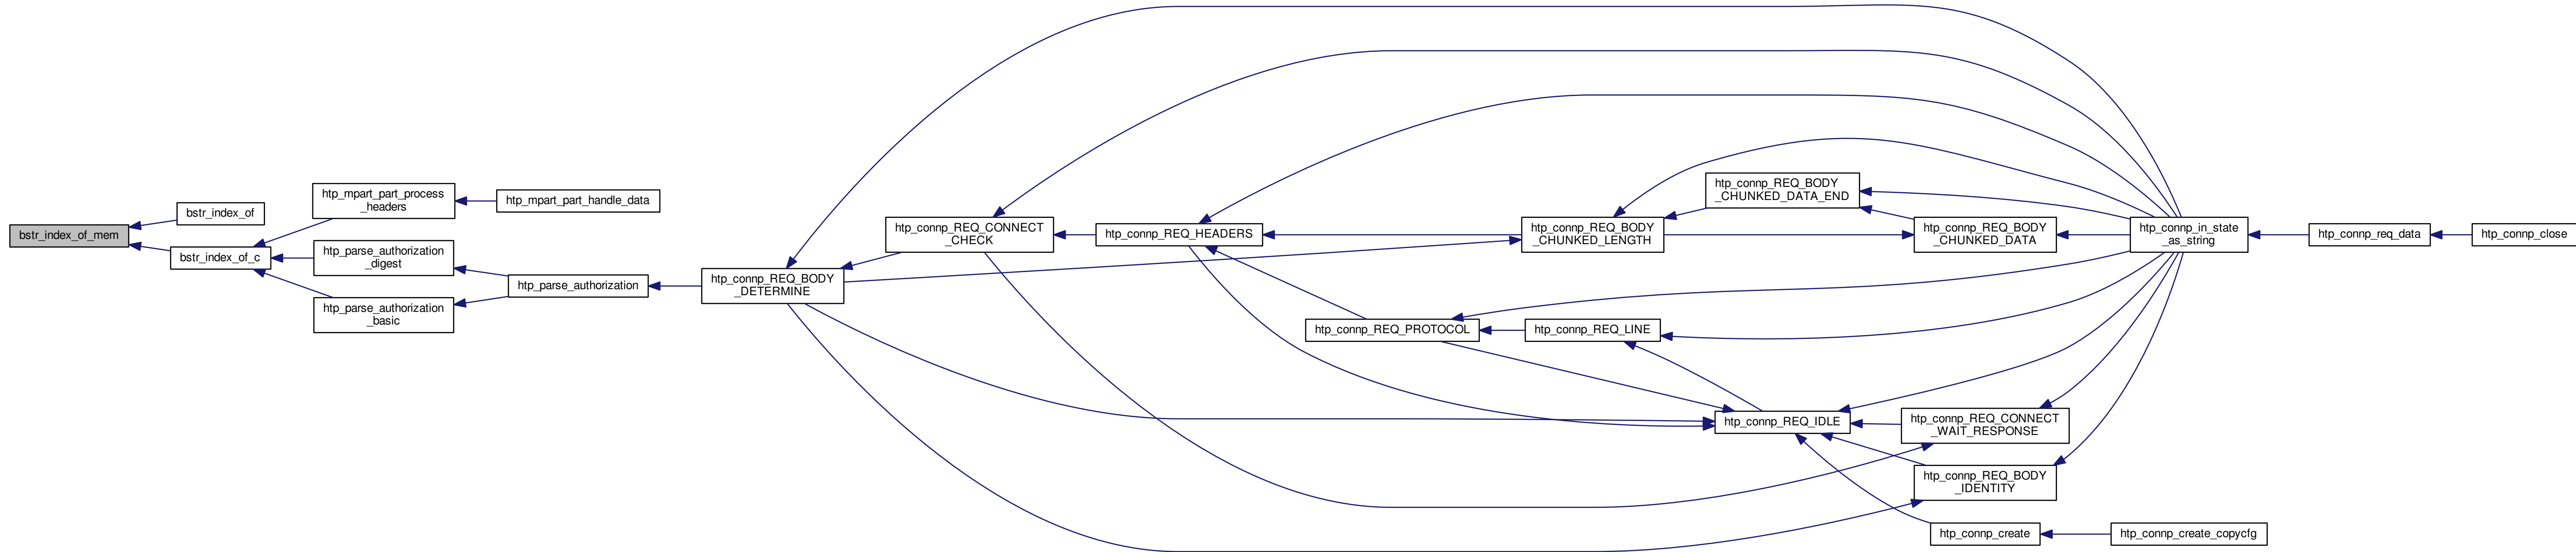 bstr_index_of_mem
bstr_index_of
bstr_index_of_c
htp_mpart_part_process
_headers
htp_parse_authorization
_digest
htp_parse_authorization
_basic
htp_mpart_part_handle_data
htp_parse_authorization
htp_connp_REQ_BODY
_DETERMINE
htp_connp_REQ_CONNECT
_CHECK
htp_connp_REQ_HEADERS
htp_connp_REQ_PROTOCOL
htp_connp_REQ_BODY
_CHUNKED_LENGTH
htp_connp_REQ_LINE
htp_connp_REQ_BODY
_CHUNKED_DATA_END
htp_connp_REQ_IDLE
htp_connp_REQ_BODY
_CHUNKED_DATA
htp_connp_REQ_CONNECT
_WAIT_RESPONSE
htp_connp_REQ_BODY
_IDENTITY
htp_connp_create
htp_connp_in_state
_as_string
htp_connp_create_copycfg
htp_connp_req_data
htp_connp_close